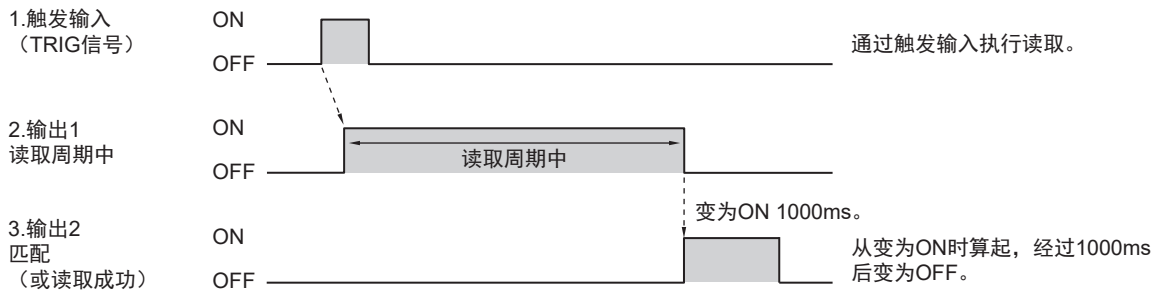 1.触发输入
（TRIG信号）
ON
OFF
通过触发输入执行读取。
2.输出1
读取周期中
ON
OFF
读取周期中
变为ON 1000ms。
3.输出2
匹配
（或读取成功）
ON
OFF
从变为ON时算起，经过1000ms
后变为OFF。